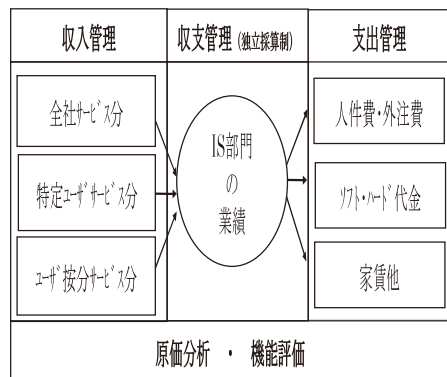 収入管理
収支管理（独立採算制）
支出管理
全社ｻｰﾋﾞｽ分
特定ﾕｰｻﾞｻｰﾋﾞｽ分
ﾕｰｻﾞ按分ｻｰﾋﾞｽ分
IS部門
の
業績
人件費・外注費
ｿﾌﾄ・ﾊｰﾄﾞ代金
家賃他
原価分析　・　機能評価